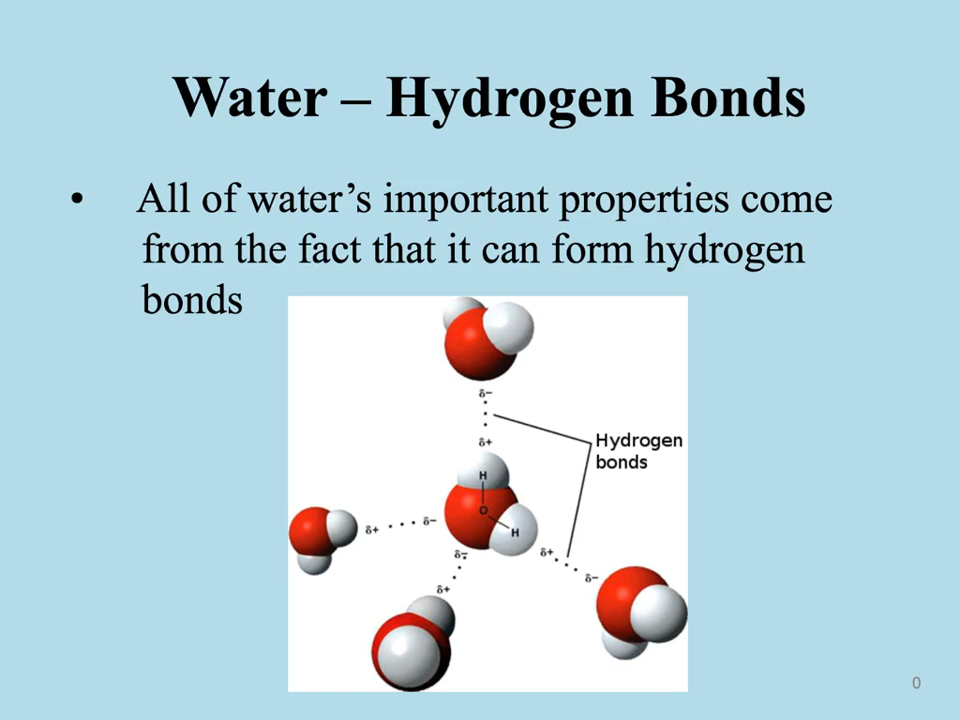 Water – Hydrogen Bonds
• All of water’s important properties come
from the fact that it can form hydrogen
bonds
δ−
δ+
Hydrogen
bonds
H
O
H
δ+
δ−
δ−
δ+
δ+
δ−
0